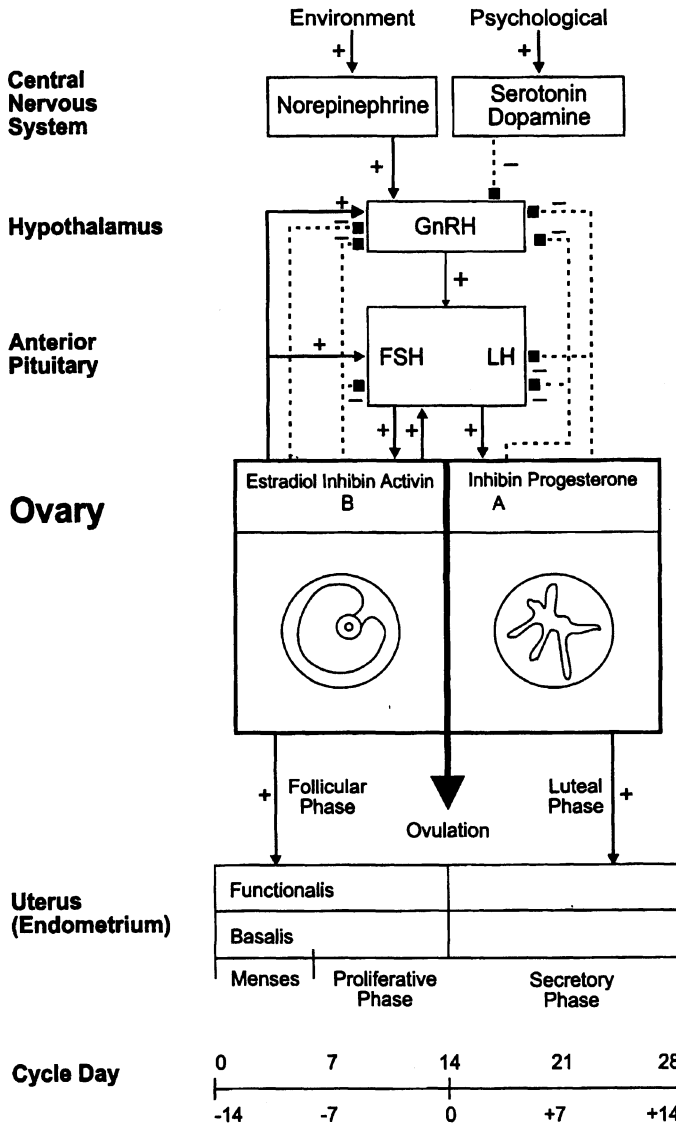 Environment Psychological
+ +
Central
Nervous
System
Norepinephrine
Serotonin
Dopamine
+ –
Hypothalamus
+
–
–
GnRH
–
–
+
Anterior
Pituitary
+
FSH LH
–
–
–
+ + +
Ovary
Estradiol Inhibin Activin
B
Inhibin Progesterone
A
+ Follicular
Phase
Luteal
Phase +
Ovulation
Uterus
(Endometrium)
Functionalis
Basalis
Menses
Proliferative
Phase
Secretory
Phase
Cycle Day
0 7 14 21 28
-14 -7 0 +7 +14